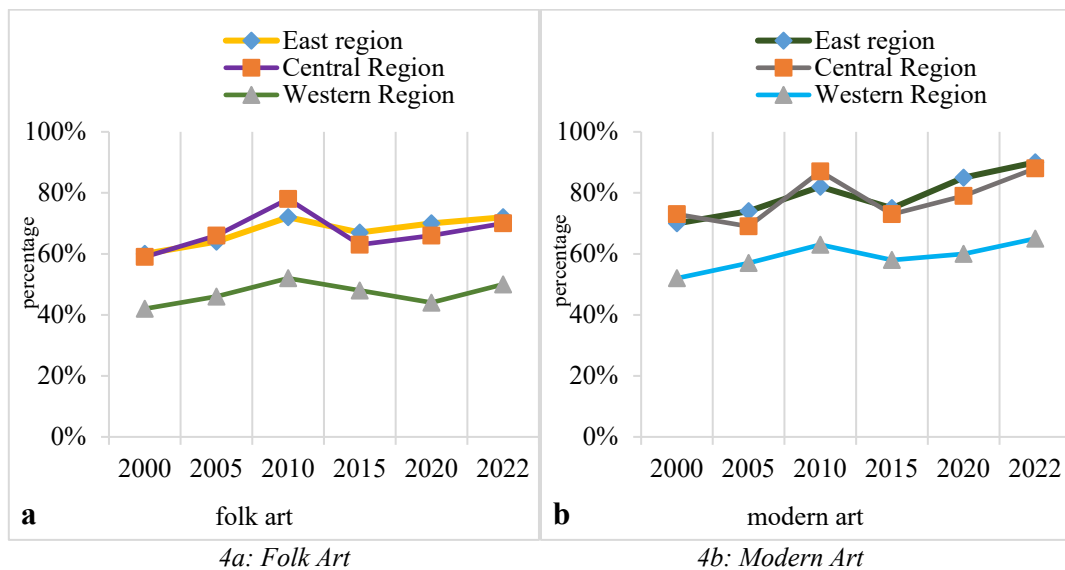 East region
Central Region
Western Region
100%
80%
60%
40%
20%
0%
percentage
2000 2005 2010 2015 2020 2022
a folk art
East region
Central Region
Western Region
100%
80%
60%
40%
20%
0%
percentage
2000 2005 2010 2015 2020 2022
b modern art
4a: Folk Art
4b: Modern Art